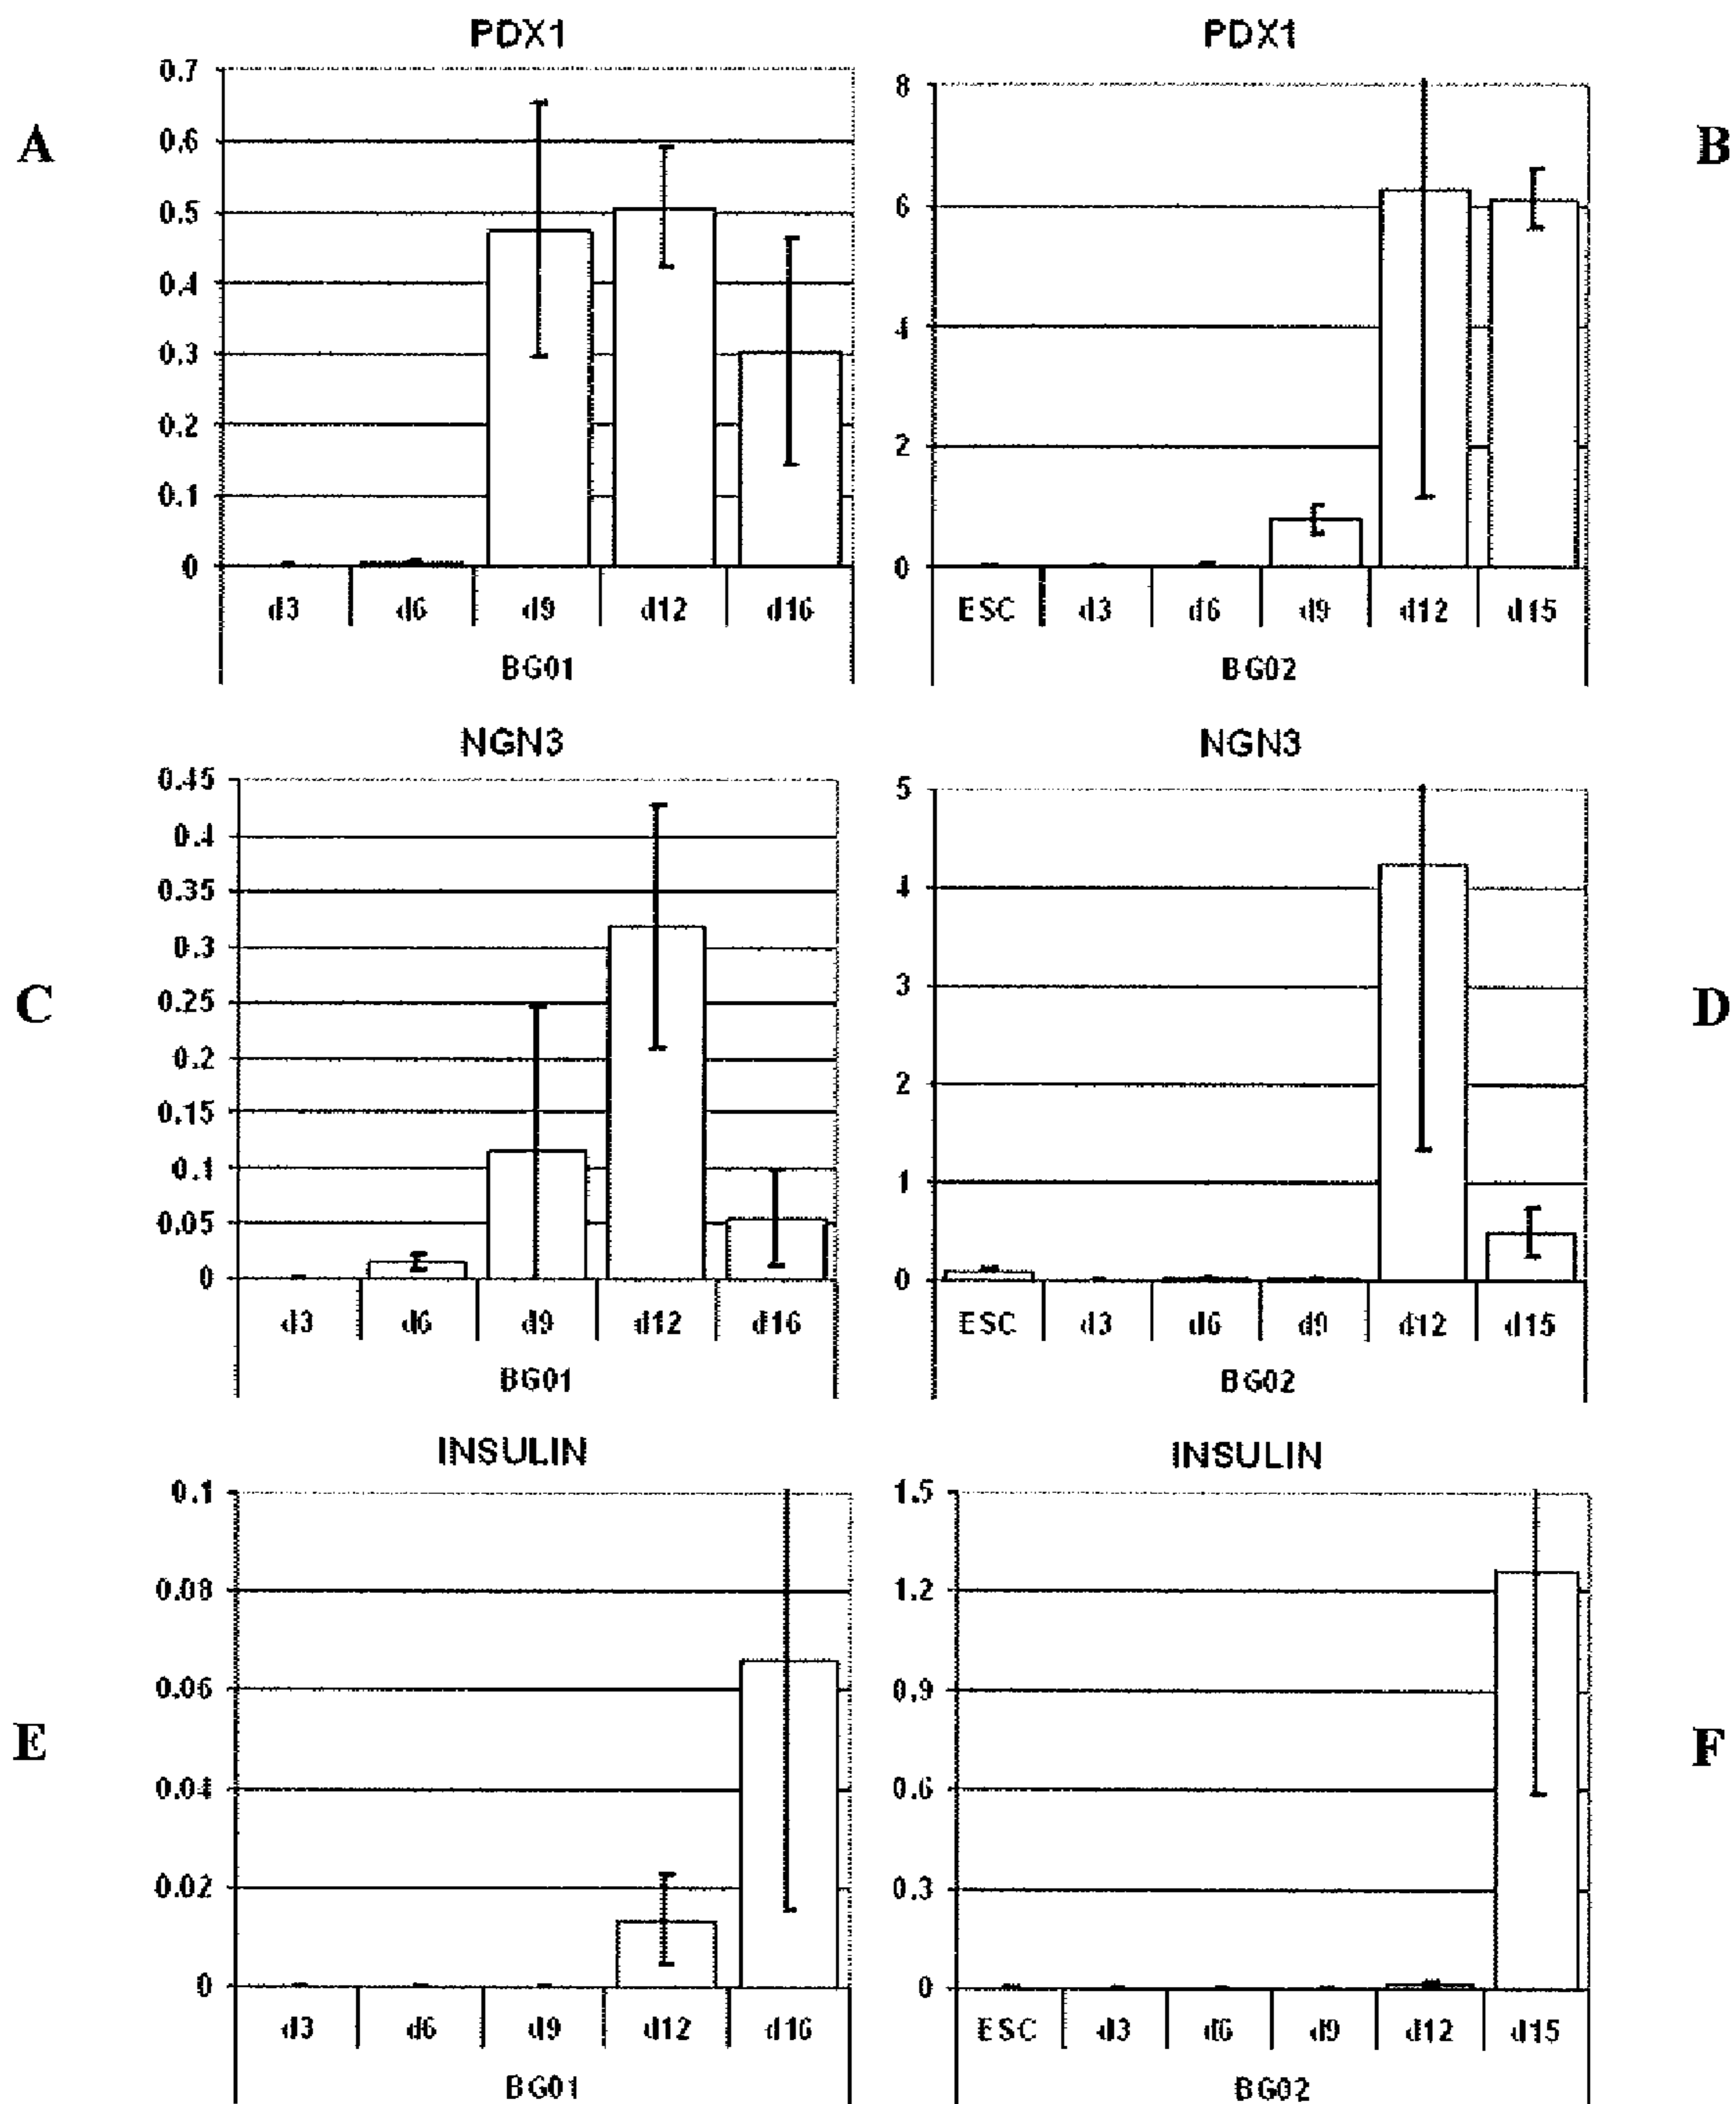 PDX1
A
0.7
0.6
0.5
0.4
0.3
0.2
0.1
0
d3 d6 d9 d12 d16
BG01
PDX1
B
8
6
4
2
0
ESC d3 d6 d9 d12 d15
BG02
NGN3
C
0.45
0.4
0.35
0.3
0.25
0.2
0.15
0.1
0.05
0
d3 d6 d9 d12 d16
BG01
NGN3
D
5
4
3
2
1
0
ESC d3 d6 d9 d12 d15
BG02
INSULIN
E
0.1
0.08
0.06
0.04
0.02
0
d3 d6 d9 d12 d16
BG01
INSULIN
F
1.5
1.2
0.9
0.6
0.3
0
ESC d3 d6 d9 d12 d15
BG02